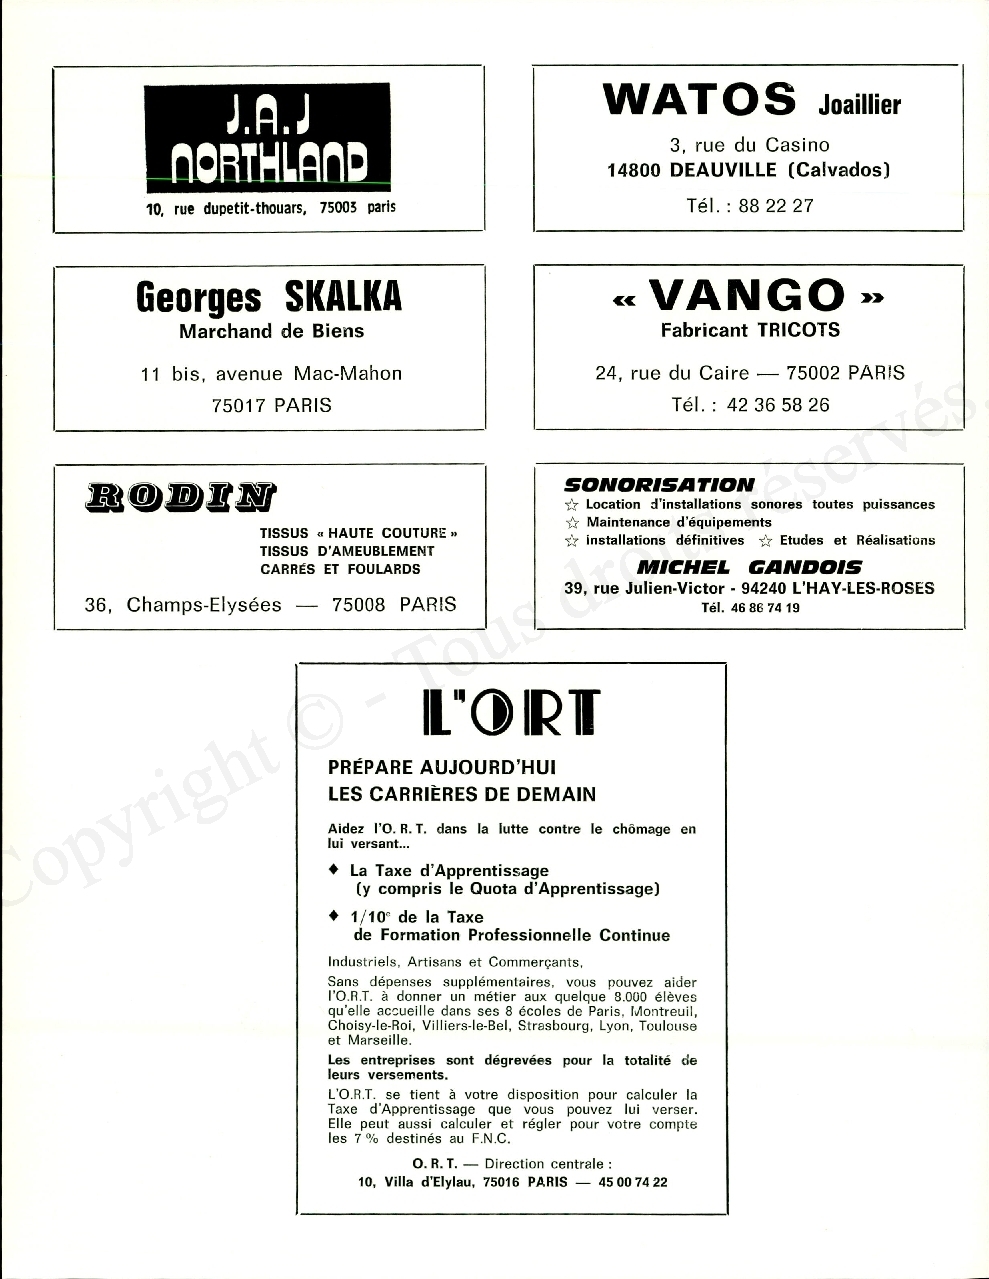 J.A.J
NORTHLAND
10, rue dupetit-thouars, 75003 paris
WATOS Joaillier
3, rue du Casino
14800 DEAUVILLE (Calvados)
Tél. : 88 22 27
Georges SKALKA
Marchand de Biens
11 bis, avenue Mac-Mahon
75017 PARIS
« VANGO »
Fabricant TRICOTS
24, rue du Caire — 75002 PARIS
Tél. : 42 36 58 26
RODIN
TISSUS « HAUTE COUTURE »
TISSUS D'AMEUBLEMENT
CARRÉS ET FOULARDS
36, Champs-Elysées — 75008 PARIS
SONORISATION
☆ Location d'installations sonores toutes puissances
☆ Maintenance d'équipements
☆ installations définitives ☆ Etudes et Réalisations
MICHEL GANDOIS
39, rue Julien-Victor - 94240 L'HAY-LES-ROSES
Tél. 46 86 74 19
L'ORT
PRÉPARE AUJOURD'HUI
LES CARRIÈRES DE DEMAIN
Aidez l'O. R. T. dans la lutte contre le chômage en
lui versant...
♦ La Taxe d'Apprentissage
(y compris le Quota d'Apprentissage)
♦ 1/10e de la Taxe
de Formation Professionnelle Continue
Industriels, Artisans et Commerçants,
Sans dépenses supplémentaires, vous pouvez aider
l'O.R.T. à donner un métier aux quelque 8.000 élèves
qu'elle accueille dans ses 8 écoles de Paris, Montreuil,
Choisy-le-Roi, Villiers-le-Bel, Strasbourg, Lyon, Toulouse
et Marseille.
Les entreprises sont dégrevées pour la totalité de
leurs versements.
L'O.R.T. se tient à votre disposition pour calculer la
Taxe d'Apprentissage que vous pouvez lui verser.
Elle peut aussi calculer et régler pour votre compte
les 7 % destinés au F.N.C.
O. R. T. — Direction centrale :
10, Villa d'Elylau, 75016 PARIS — 45 00 74 22
Copyright © - Tous droits réservés.